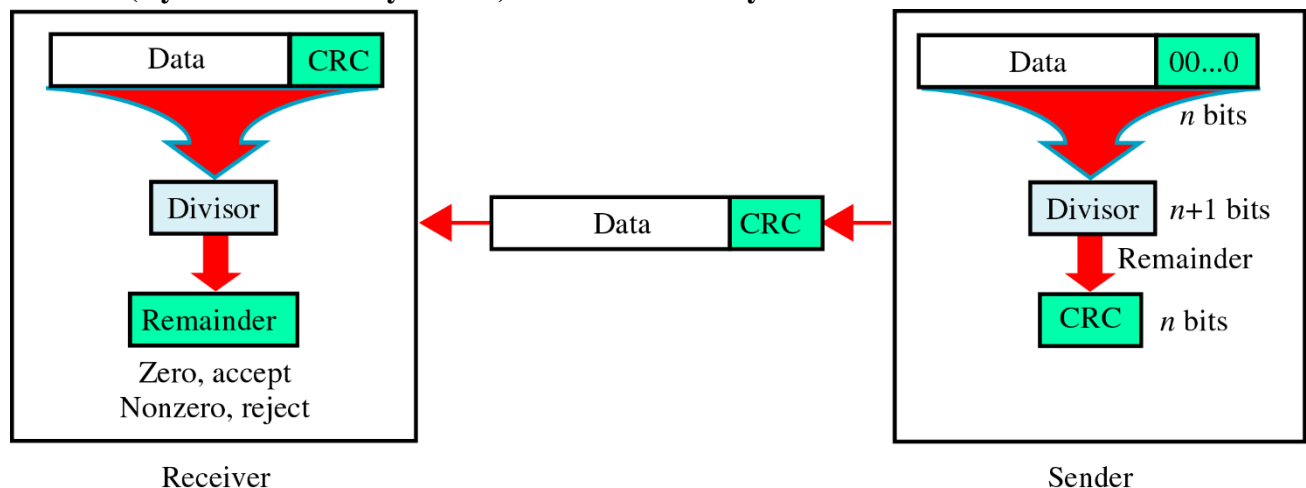 Data CRC
Divisor
Remainder
Zero, accept
Nonzero, reject
Receiver
Data CRC
Data 00...0
n bits
Divisor n+1 bits
Remainder
CRC n bits
Sender